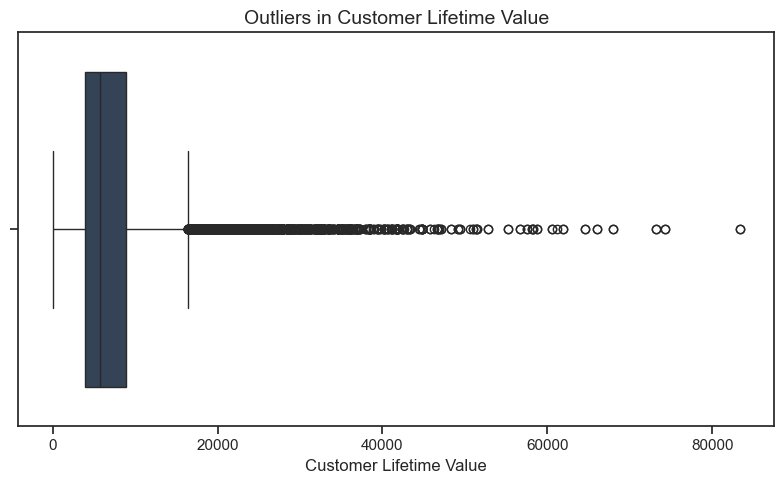 Outliers in Customer Lifetime Value
0 20000 40000 60000 80000
Customer Lifetime Value